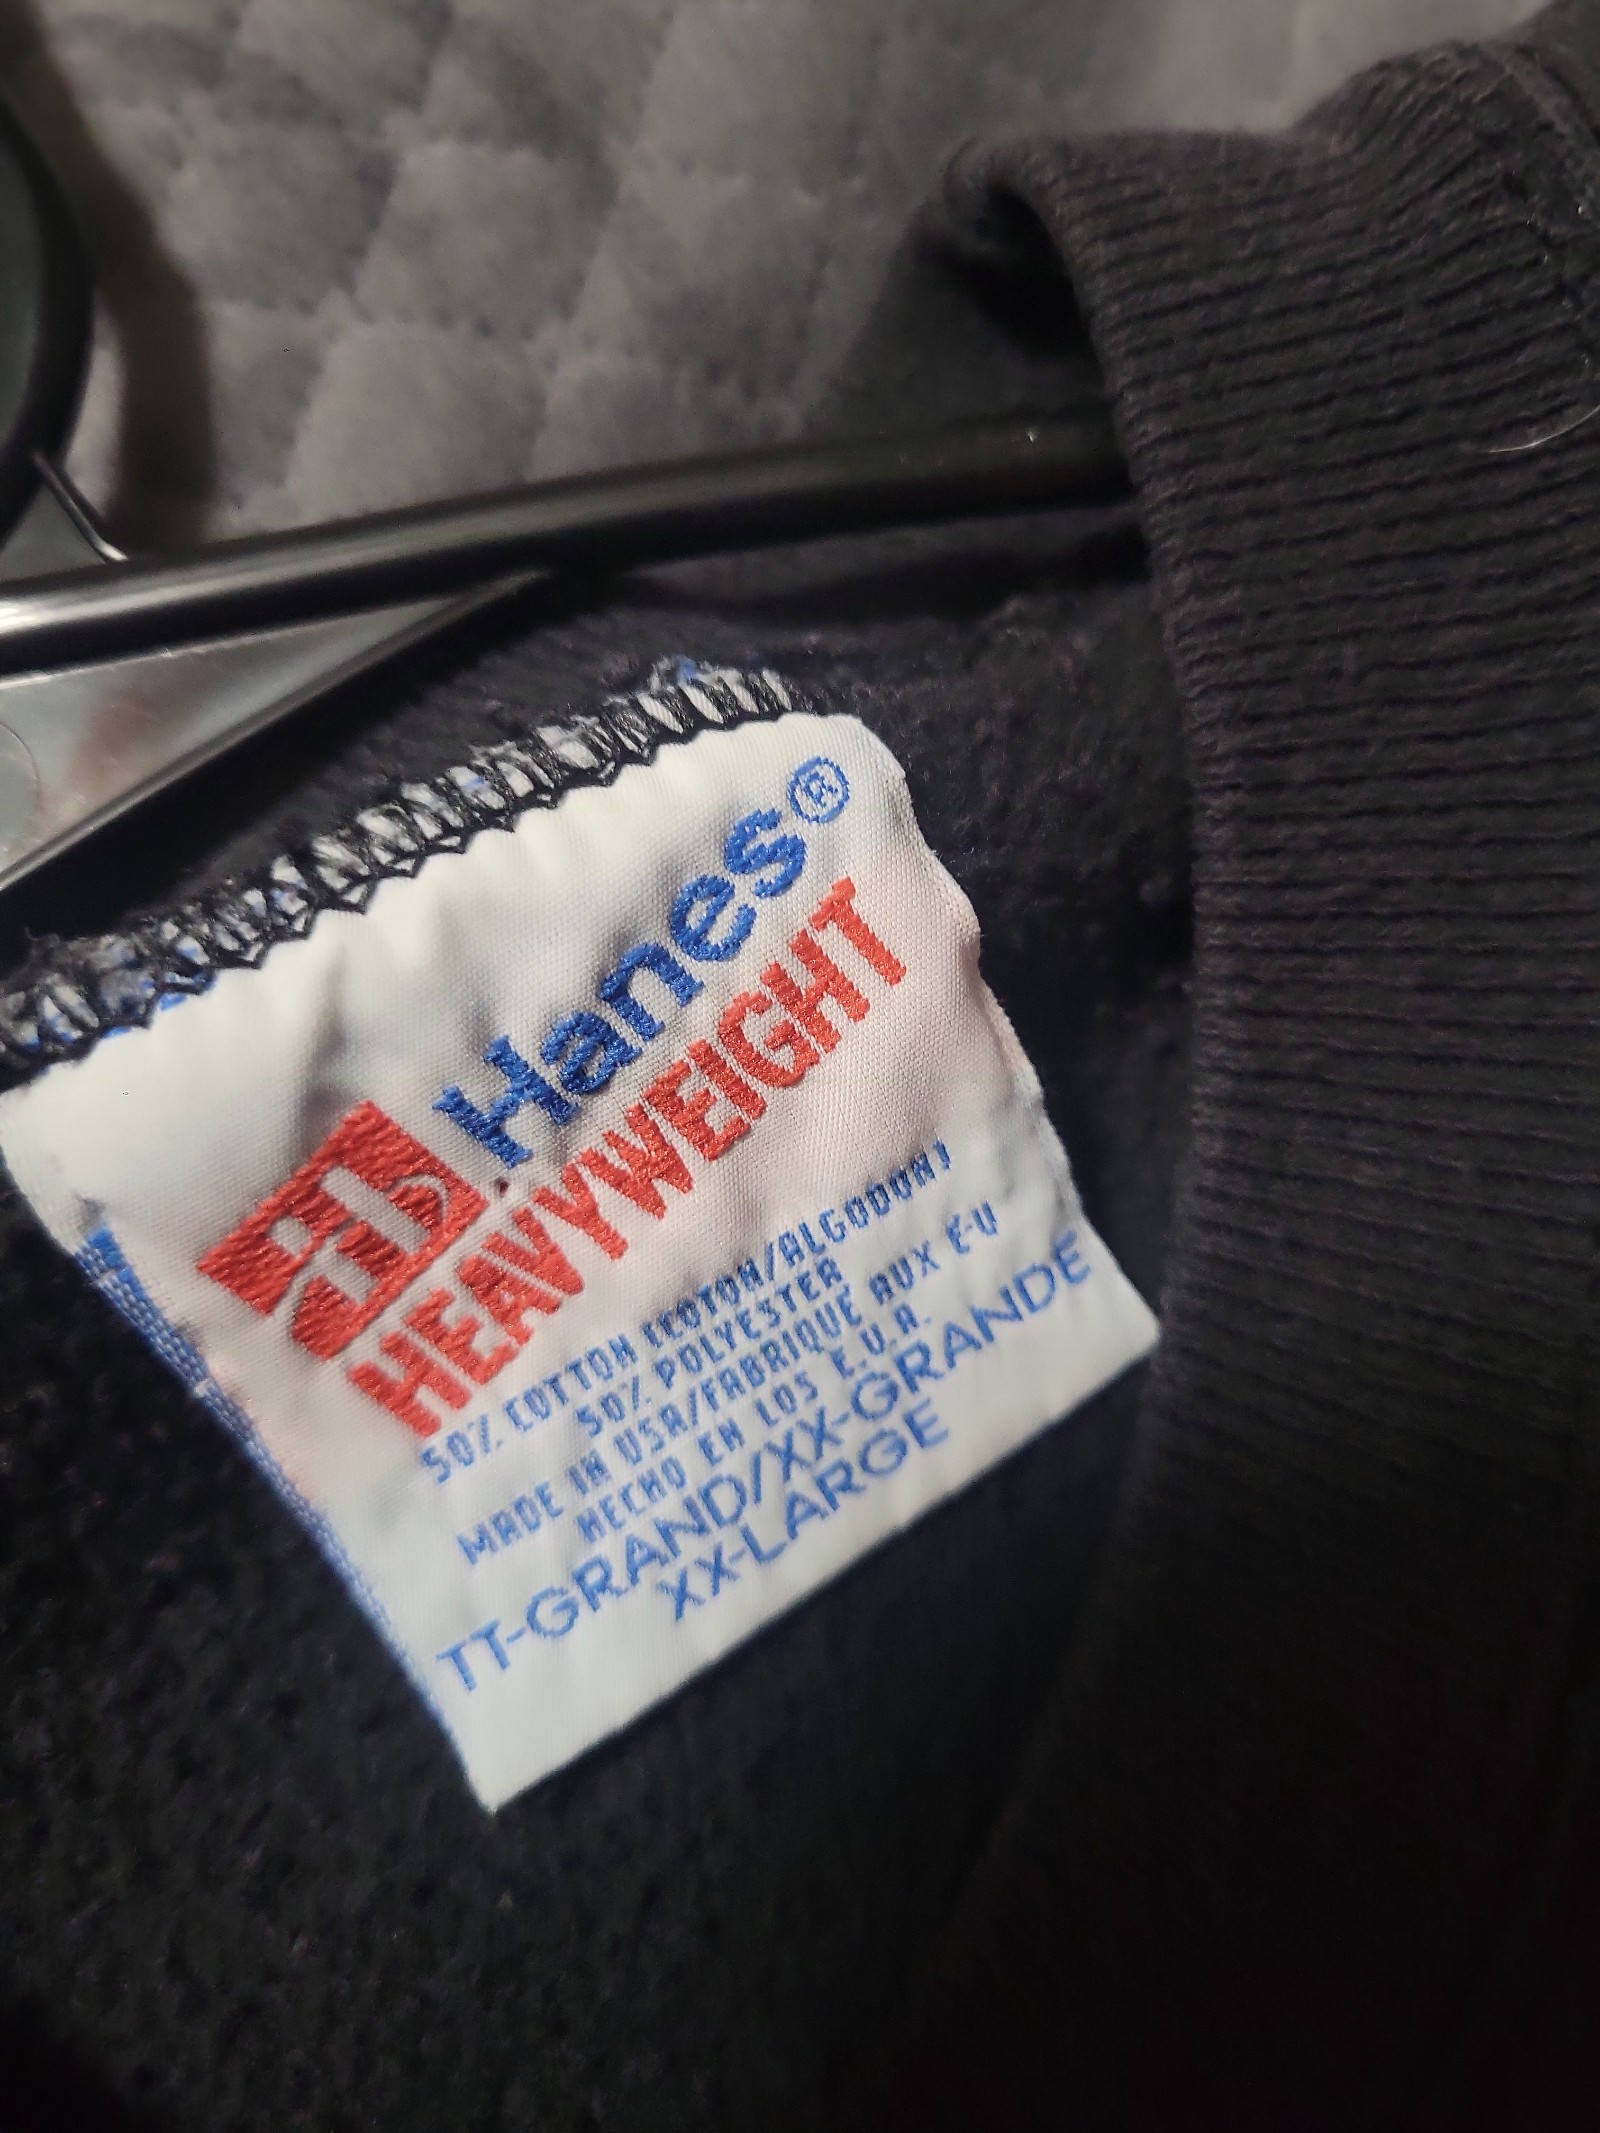 Hanes®
HEAVYWEIGHT
50% COTTON (COTON/ALGODON)
50% POLYESTER
MADE IN USA/FABRIQUÉ AUX É-U
HECHO EN LOS E.U.A.
TT-GRAND/XX-GRANDE
XX-LARGE